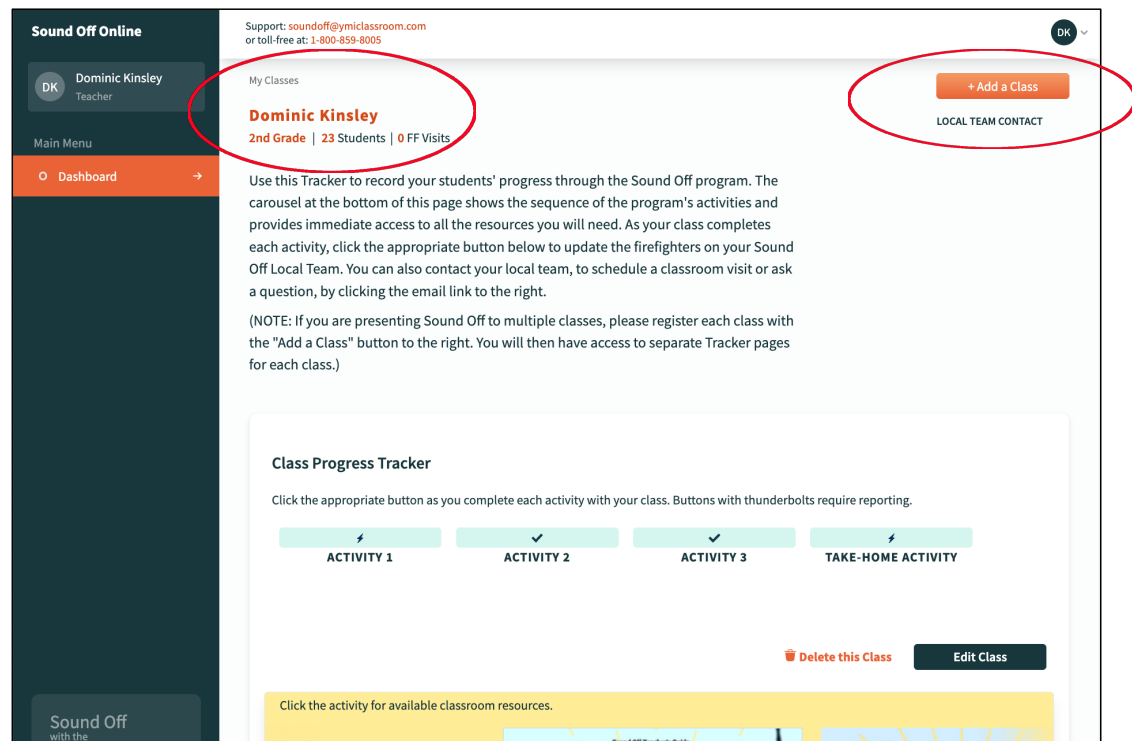 Sound Off Online
Support: soundoff@ymiclassroom.com
or toll-free at: 1-800-859-8005
DK
DK
Dominic Kinsley
Teacher
Main Menu
Dashboard
My Classes
+ Add a Class
Dominic Kinsley
LOCAL TEAM CONTACT
2nd Grade | 23 Students | 0 FF Visits
Use this Tracker to record your students' progress through the Sound Off program. The
carousel at the bottom of this page shows the sequence of the program's activities and
provides immediate access to all the resources you will need. As your class completes
each activity, click the appropriate button below to update the firefighters on your Sound
Off Local Team. You can also contact your local team, to schedule a classroom visit or ask
a question, by clicking the email link to the right.
(NOTE: If you are presenting Sound Off to multiple classes, please register each class with
the "Add a Class" button to the right. You will then have access to separate Tracker pages
for each class.)
Class Progress Tracker
Click the appropriate button as you complete each activity with your class. Buttons with thunderbolts require reporting.
ACTIVITY 1
ACTIVITY 2
ACTIVITY 3
TAKE-HOME ACTIVITY
Delete this Class
Edit Class
Click the activity for available classroom resources.
Sound Off
with the